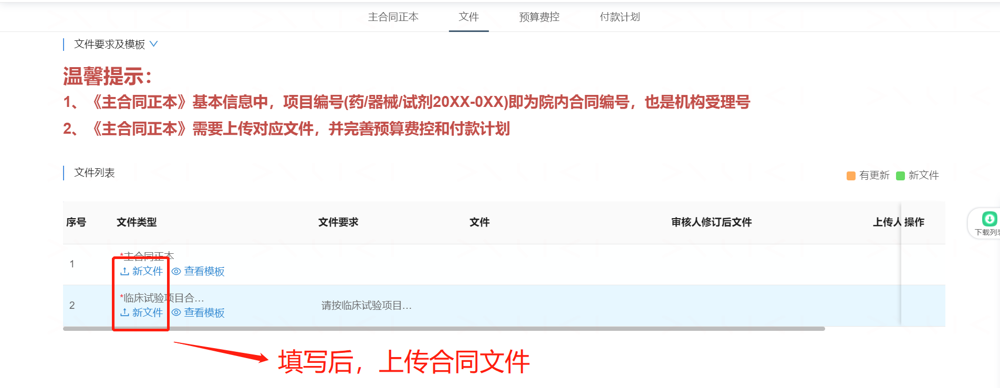 主合同正本 文件 预算费控 付款计划
文件要求及模板
温馨提示：
1、《主合同正本》基本信息中，项目编号(药/器械/试剂20XX-0XX)即为院内合同编号，也是机构受理号
2、《主合同正本》需要上传对应文件，并完善预算费控和付款计划
文件列表
有更新 新文件
序号 文件类型 文件要求 文件 审核人修订后文件 上传人 操作
下载列表
*主合同正本
1
新文件 查看模板
*临床试验项目合...
2 请按临床试验项目...
新文件 查看模板
填写后，上传合同文件